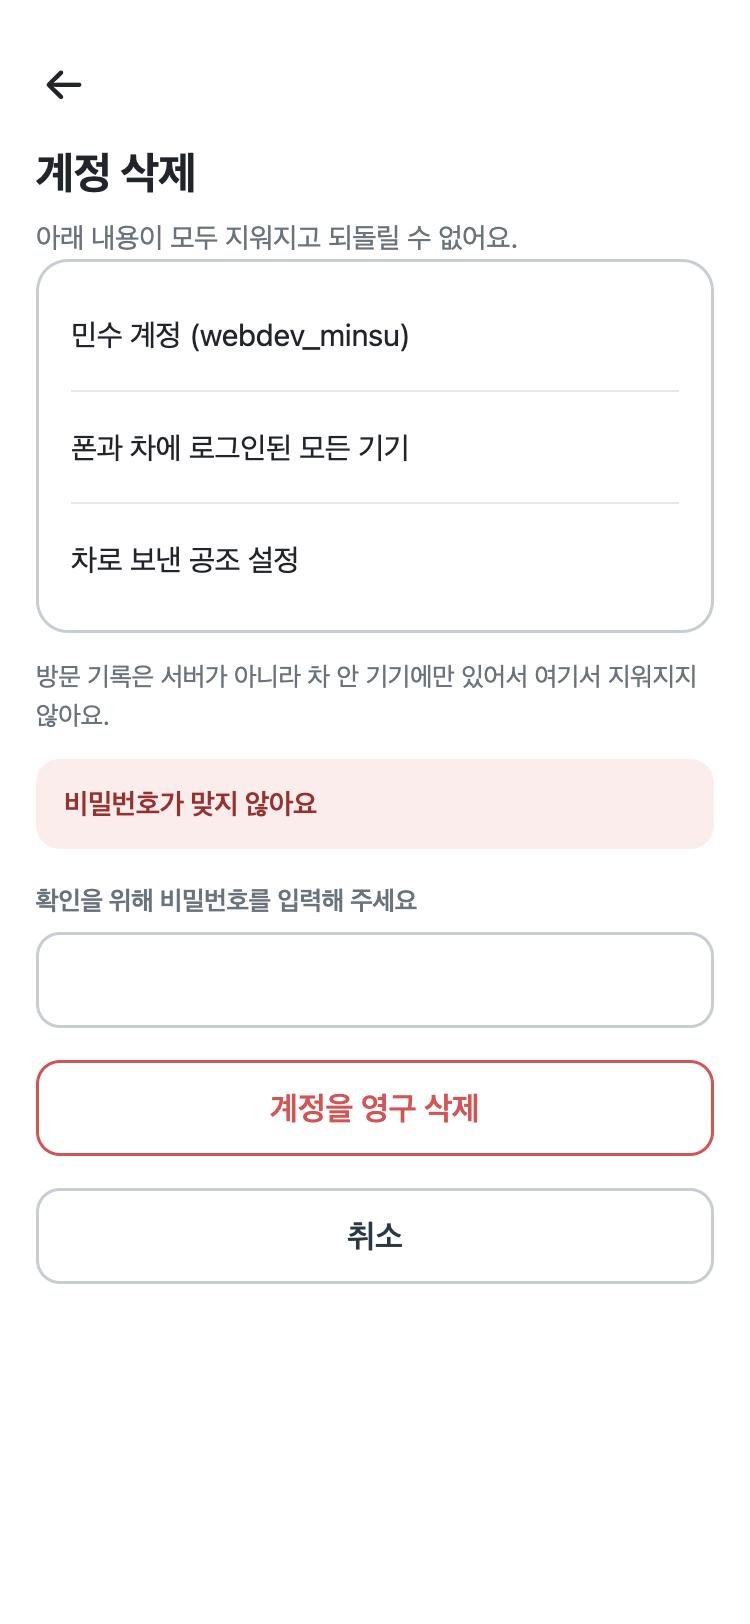 계정 삭제
아래 내용이 모두 지워지고 되돌릴 수 없어요.
민수 계정 (webdev_minsu)
폰과 차에 로그인된 모든 기기
차로 보낸 공조 설정
방문 기록은 서버가 아니라 차 안 기기에만 있어서 여기서 지워지지
않아요.
비밀번호가 맞지 않아요
확인을 위해 비밀번호를 입력해 주세요
계정을 영구 삭제
취소